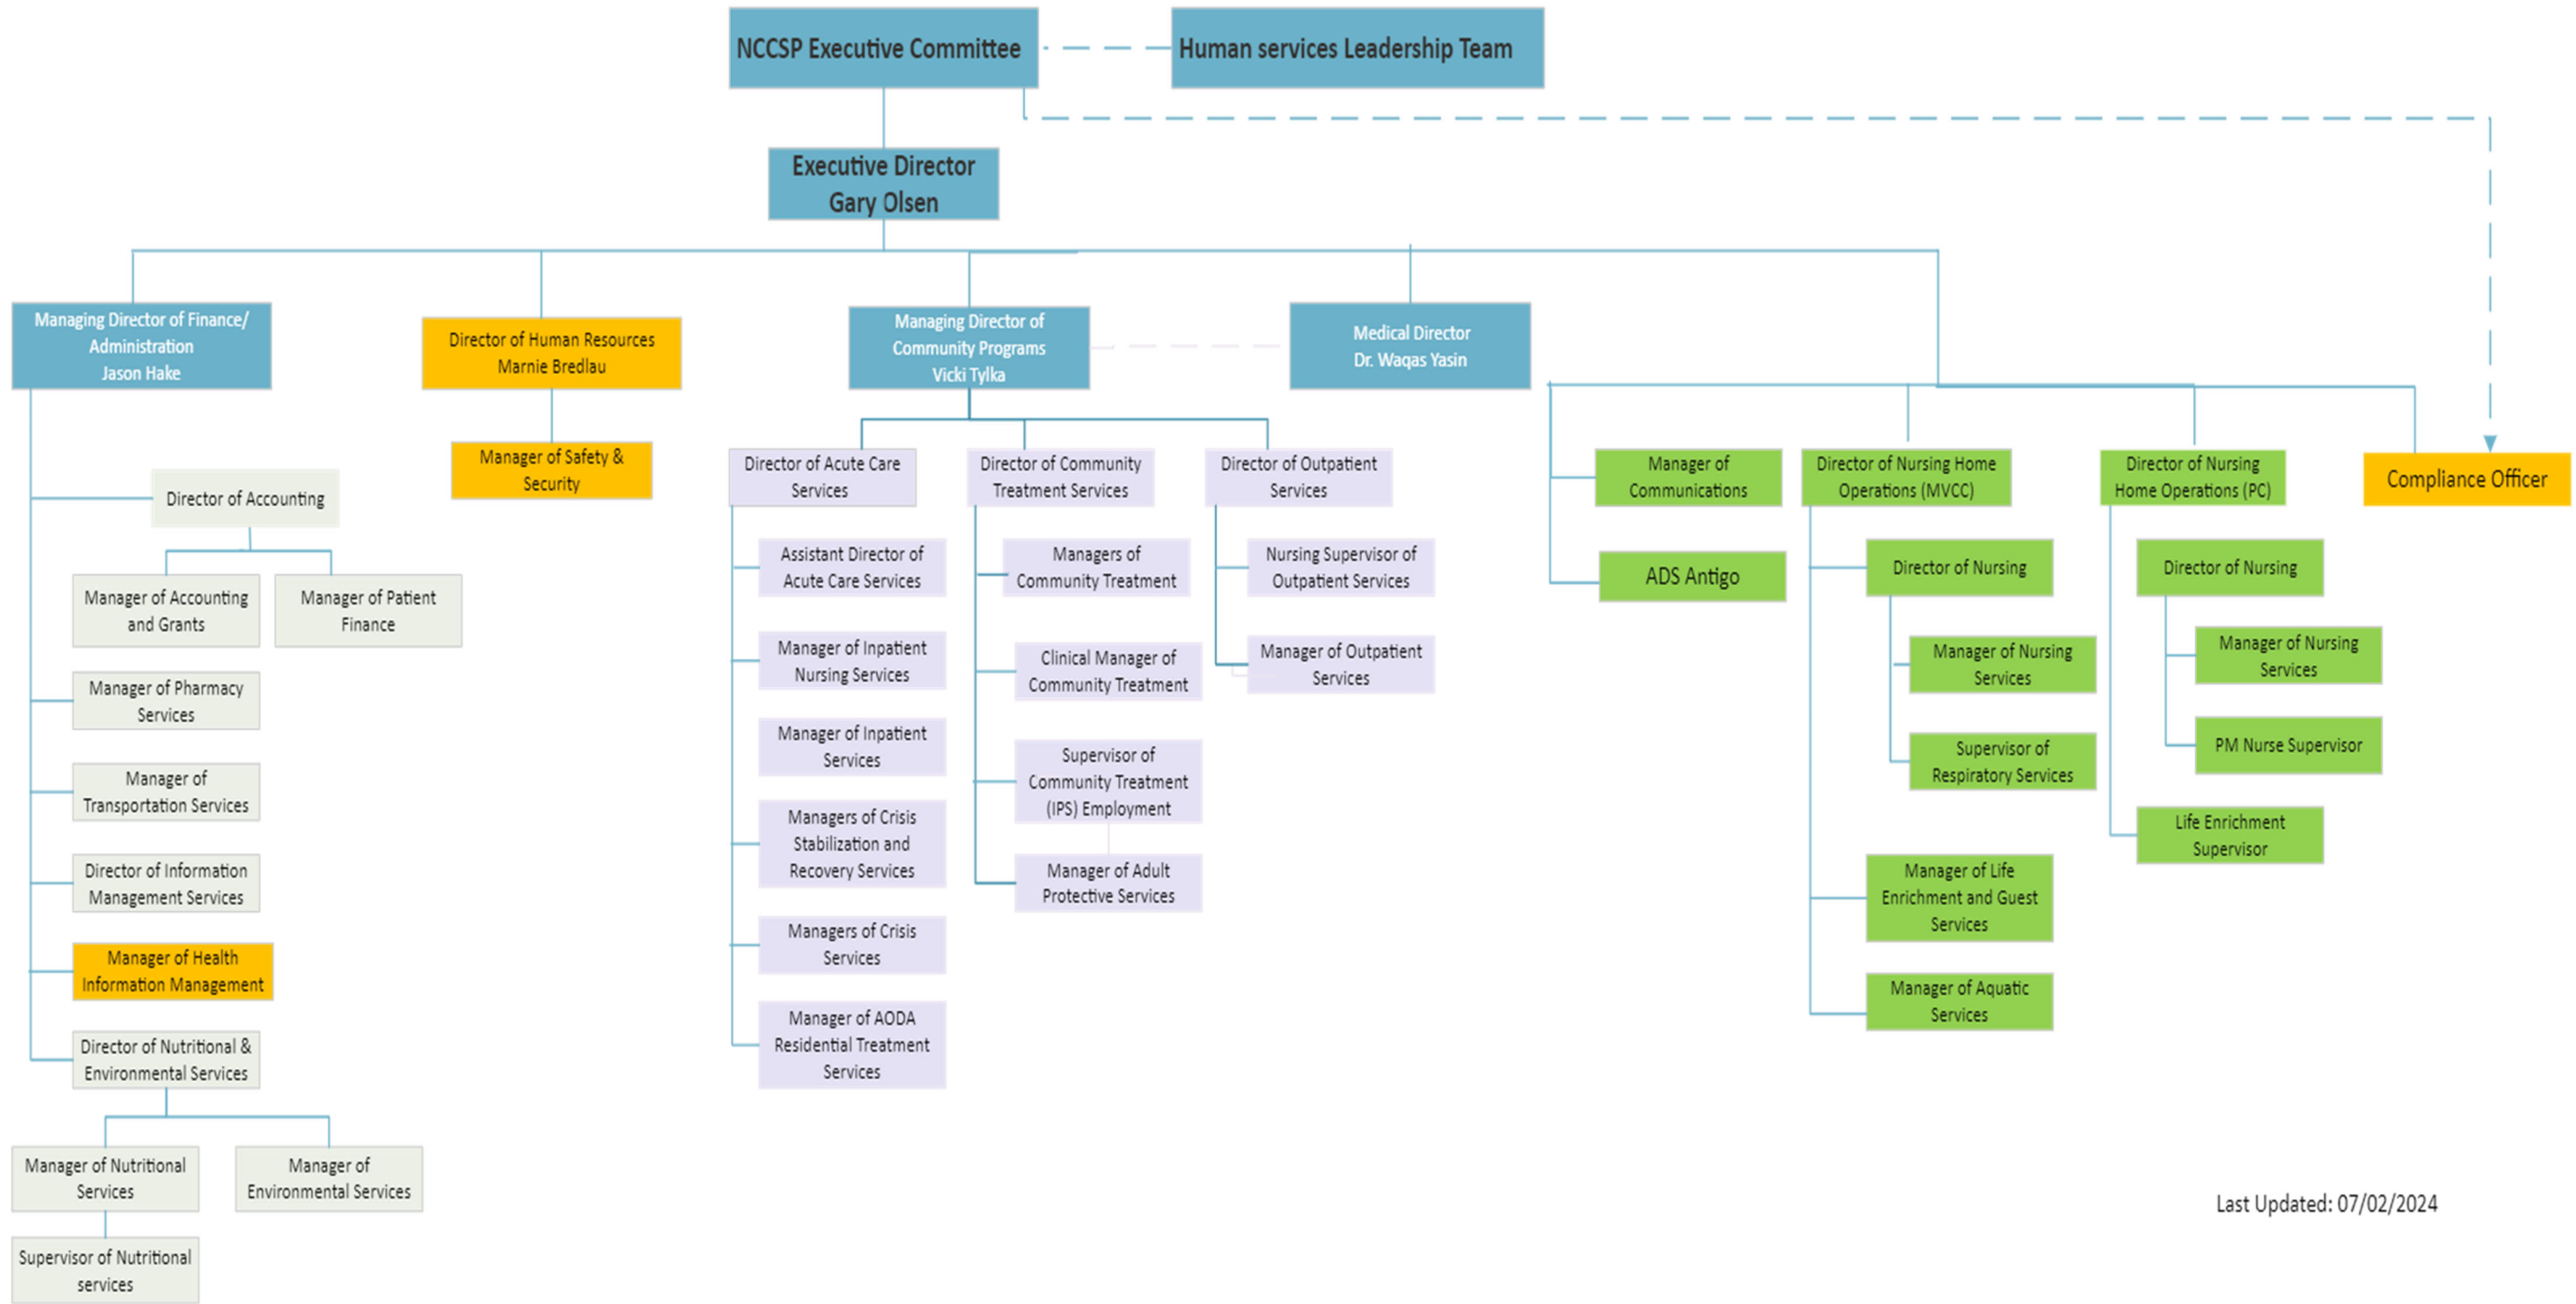 NCCSP Executive Committee
Human services Leadership Team
Executive Director
Gary Olsen
Managing Director of Finance/
Administration
Jason Hake
Director of Human Resources
Marnie Bredlau
Managing Director of
Community Programs
Vicki Tylka
Medical Director
Dr. Waqas Yasin
Manager of Safety &
Security
Director of Accounting
Manager of Accounting
and Grants
Manager of Patient
Finance
Manager of Pharmacy
Services
Manager of
Transportation Services
Director of Information
Management Services
Manager of Health
Information Management
Director of Nutritional &
Environmental Services
Manager of Nutritional
Services
Manager of
Environmental Services
Supervisor of Nutritional
services
Director of Acute Care
Services
Assistant Director of
Acute Care Services
Manager of Inpatient
Nursing Services
Manager of Inpatient
Services
Managers of Crisis
Stabilization and
Recovery Services
Managers of Crisis
Services
Manager of AODA
Residential Treatment
Services
Director of Community
Treatment Services
Managers of
Community Treatment
Clinical Manager of
Community Treatment
Supervisor of
Community Treatment
(IPS) Employment
Manager of Adult
Protective Services
Director of Outpatient
Services
Nursing Supervisor of
Outpatient Services
Manager of Outpatient
Services
Manager of
Communications
ADS Antigo
Director of Nursing Home
Operations (MVCC)
Director of Nursing
Manager of Nursing
Services
Supervisor of
Respiratory Services
Manager of Life
Enrichment and Guest
Services
Manager of Aquatic
Services
Director of Nursing
Home Operations (PC)
Director of Nursing
Manager of Nursing
Services
PM Nurse Supervisor
Life Enrichment
Supervisor
Compliance Officer
Last Updated: 07/02/2024